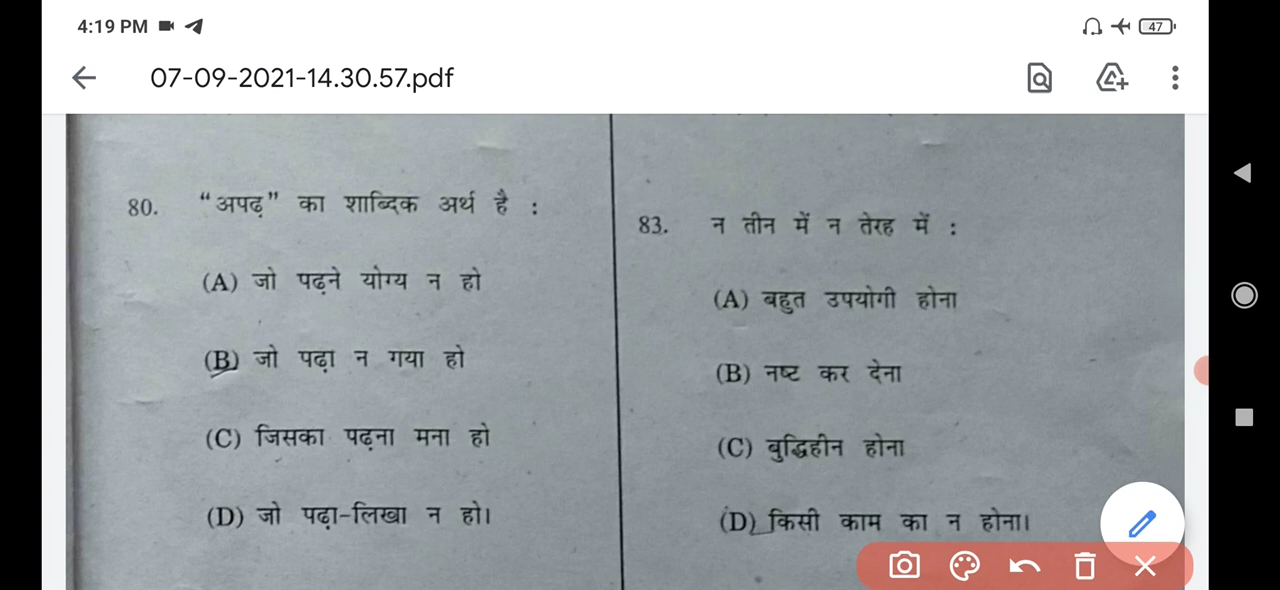 4:19 PM
47
07-09-2021-14.30.57.pdf
80. “अपढ़” का शाब्दिक अर्थ है :
(A) जो पढ़ने योग्य न हो
(B) जो पढ़ा न गया हो
(C) जिसका पढ़ना मना हो
(D) जो पढ़ा-लिखा न हो।
83. न तीन में न तेरह में :
(A) बहुत उपयोगी होना
(B) नष्ट कर देना
(C) बुद्धिहीन होना
(D) किसी काम का न होना।